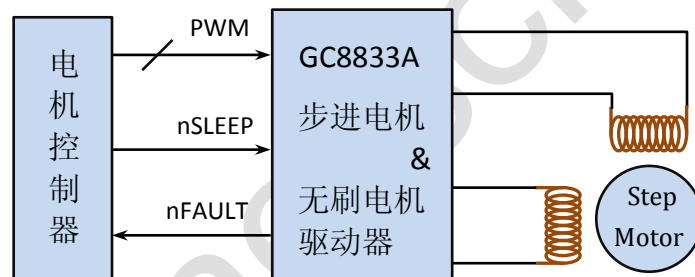 电机控制器
PWM
nSLEEP
nFAULT
GC8833A
步进电机
&
无刷电机
驱动器
Step
Motor